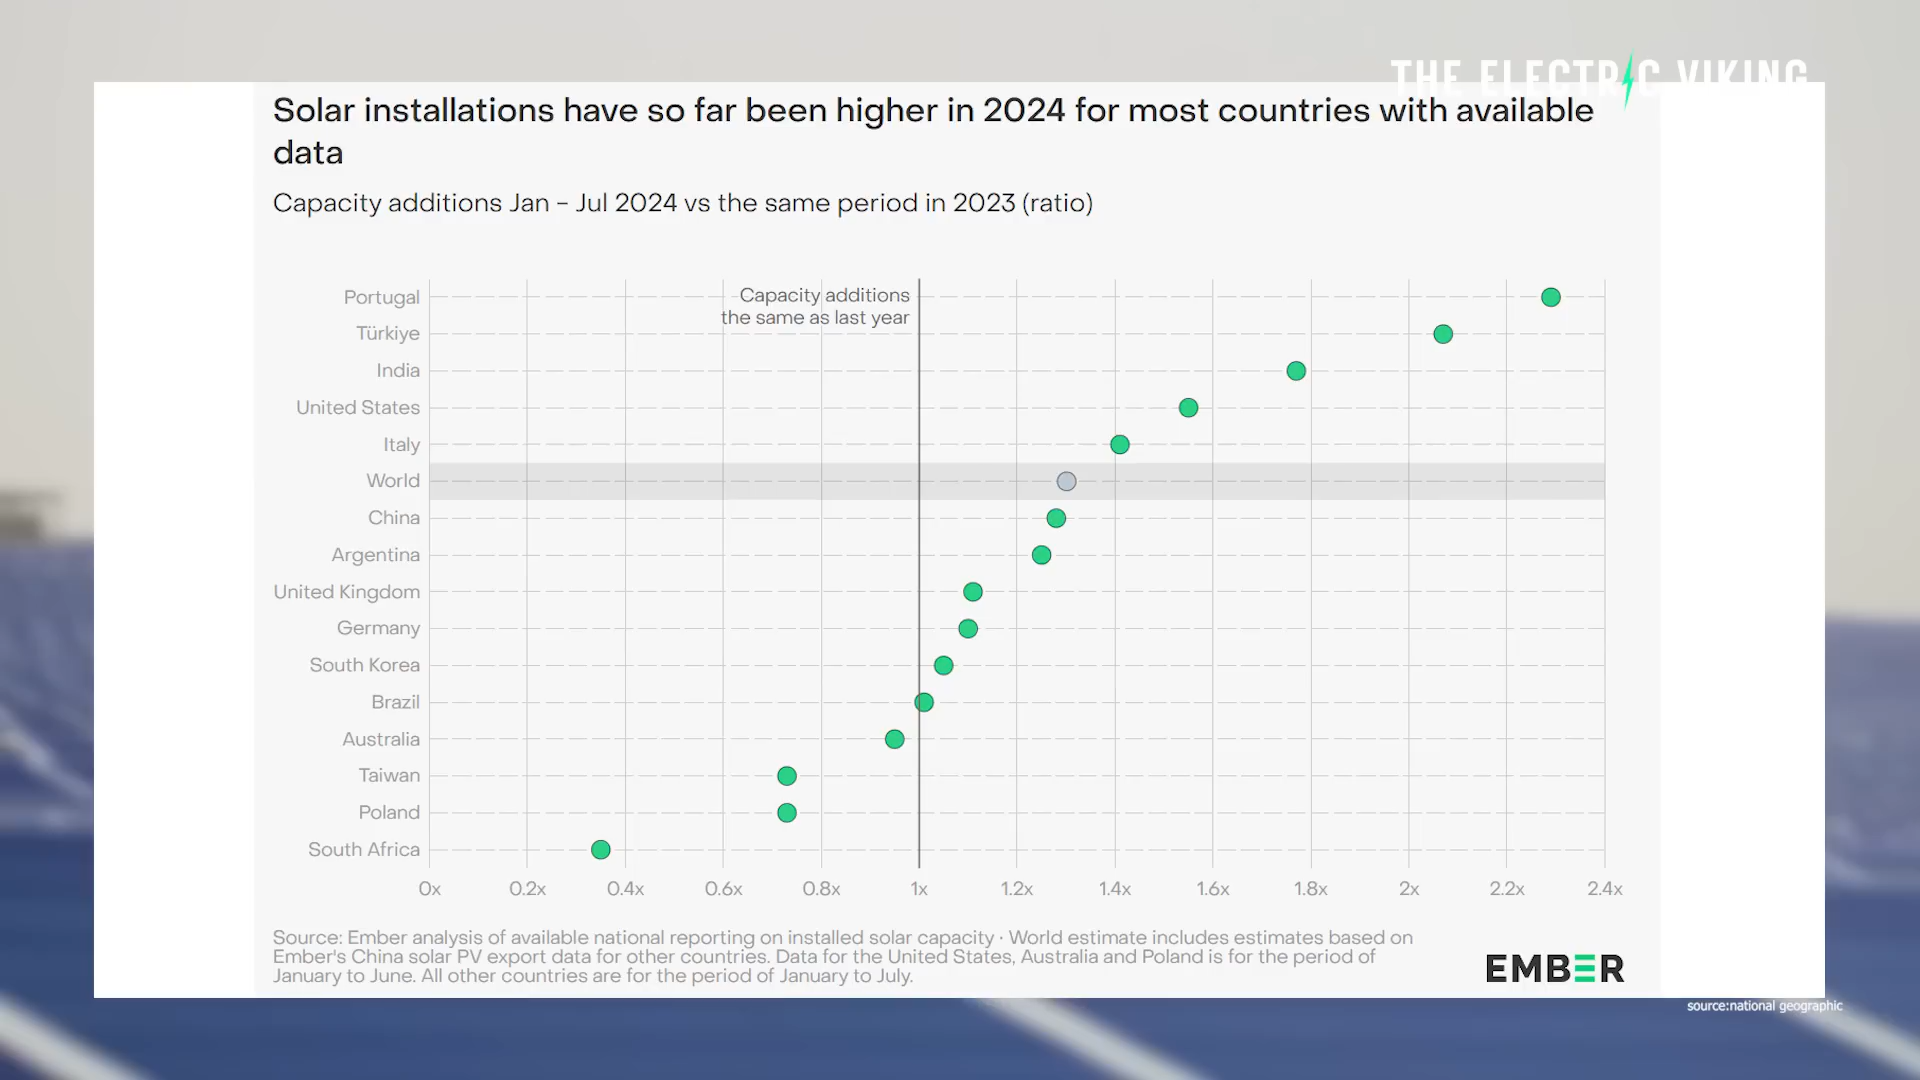 THE ELECTRIC VIKING
Solar installations have so far been higher in 2024 for most countries with available
data
Capacity additions Jan – Jul 2024 vs the same period in 2023 (ratio)
Capacity additions
the same as last year
Portugal
Türkiye
India
United States
Italy
World
China
Argentina
United Kingdom
Germany
South Korea
Brazil
Australia
Taiwan
Poland
South Africa
0x 0.2x 0.4x 0.6x 0.8x 1x 1.2x 1.4x 1.6x 1.8x 2x 2.2x 2.4x
Source: Ember analysis of available national reporting on installed solar capacity · World estimate includes estimates based on
Ember's China solar PV export data for other countries. Data for the United States, Australia and Poland is for the period of
January to June. All other countries are for the period of January to July.
EMBER
source:national geographic